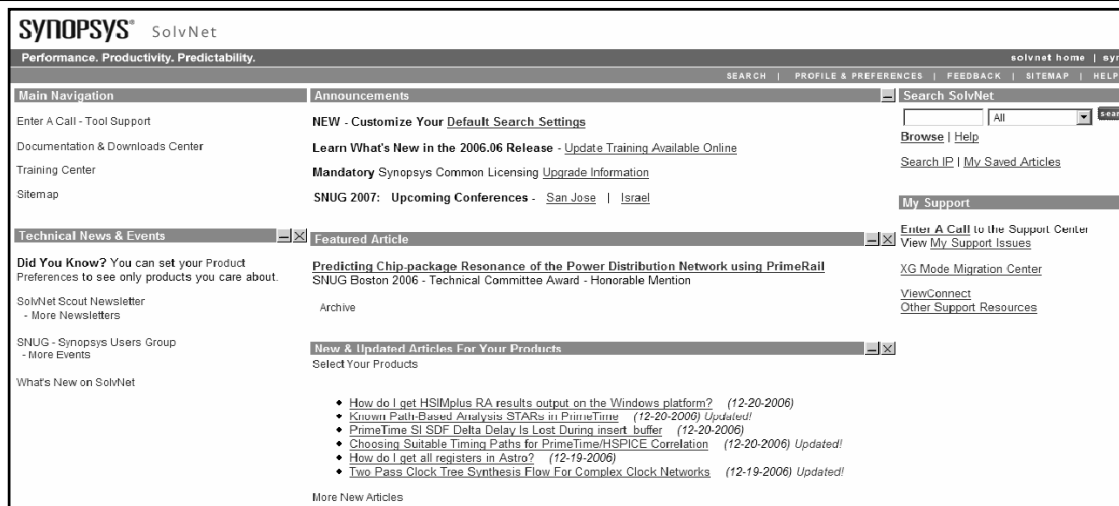 SYNOPSYS® SolvNet
Performance. Productivity. Predictability.
solvnet home |
SEARCH | PROFILE & PREFERENCES | FEEDBACK | SITEMAP | HELP
Main Navigation
Enter A Call - Tool Support
Documentation & Downloads Center
Training Center
Sitemap
Technical News & Events
Did You Know? You can set your Product
Preferences to see only products you care about.
SolvNet Scout Newsletter
- More Newsletters
SNUG - Synopsys Users Group
- More Events
What's New on SolvNet
Announcements
NEW - Customize Your Default Search Settings
Learn What's New in the 2006.06 Release - Update Training Available Online
Mandatory Synopsys Common Licensing Upgrade Information
SNUG 2007: Upcoming Conferences - San Jose | Israel
Featured Article
Predicting Chip-package Resonance of the Power Distribution Network using PrimeRail
SNUG Boston 2006 - Technical Committee Award - Honorable Mention
Archive
New & Updated Articles For Your Products
Select Your Products
• How do I get HSIMplus RA results output on the Windows platform? (12-20-2006)
• Known Path-Based Analysis STARs in PrimeTime (12-20-2006) Updated!
• PrimeTime SI SDF Delta Delay Is Lost During insert_buffer (12-20-2006)
• Choosing Suitable Timing Paths for PrimeTime/HSPICE Correlation (12-20-2006) Updated!
• How do I get all registers in Astro? (12-19-2006)
• Two Pass Clock Tree Synthesis Flow For Complex Clock Networks (12-19-2006) Updated!
More New Articles
Search SolvNet
All
Browse | Help
Search IP | My Saved Articles
My Support
Enter A Call to the Support Center
View My Support Issues
XG Mode Migration Center
ViewConnect
Other Support Resources